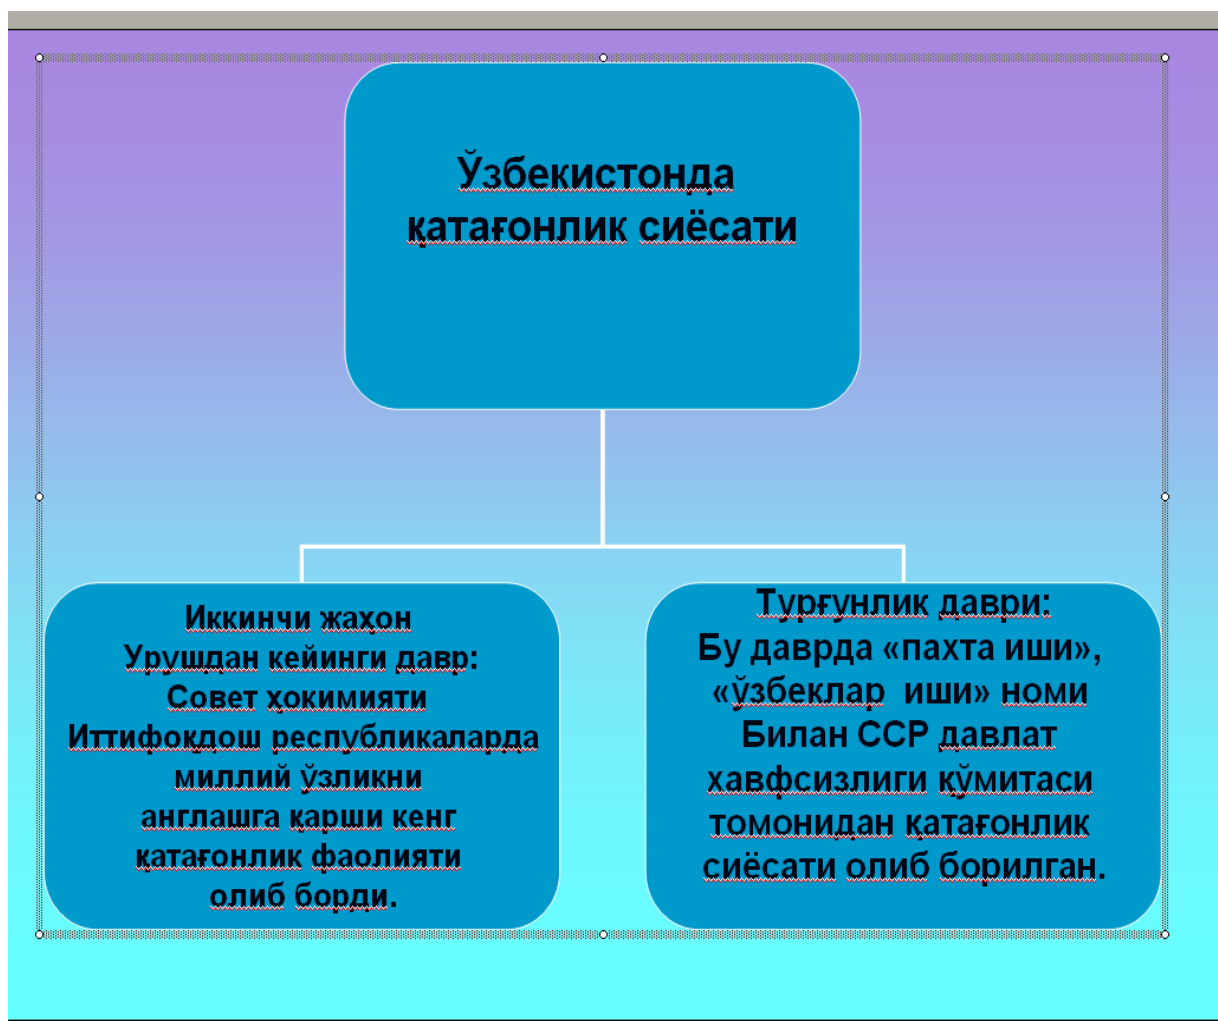 Ўзбекистонда
қатағонлик сиёсати
Иккинчи жаҳон
Урушдан кейинги давр:
Совет ҳокимияти
Иттифоқдош республикаларда
миллий ўзликни
англашга қарши кенг
қатағонлик фаолияти
олиб борди.
Турғунлик даври:
Бу даврда «пахта иши»,
«ўзбеклар иши» номи
Билан ССР давлат
хавфсизлиги қўмитаси
томонидан қатағонлик
сиёсати олиб борилган.